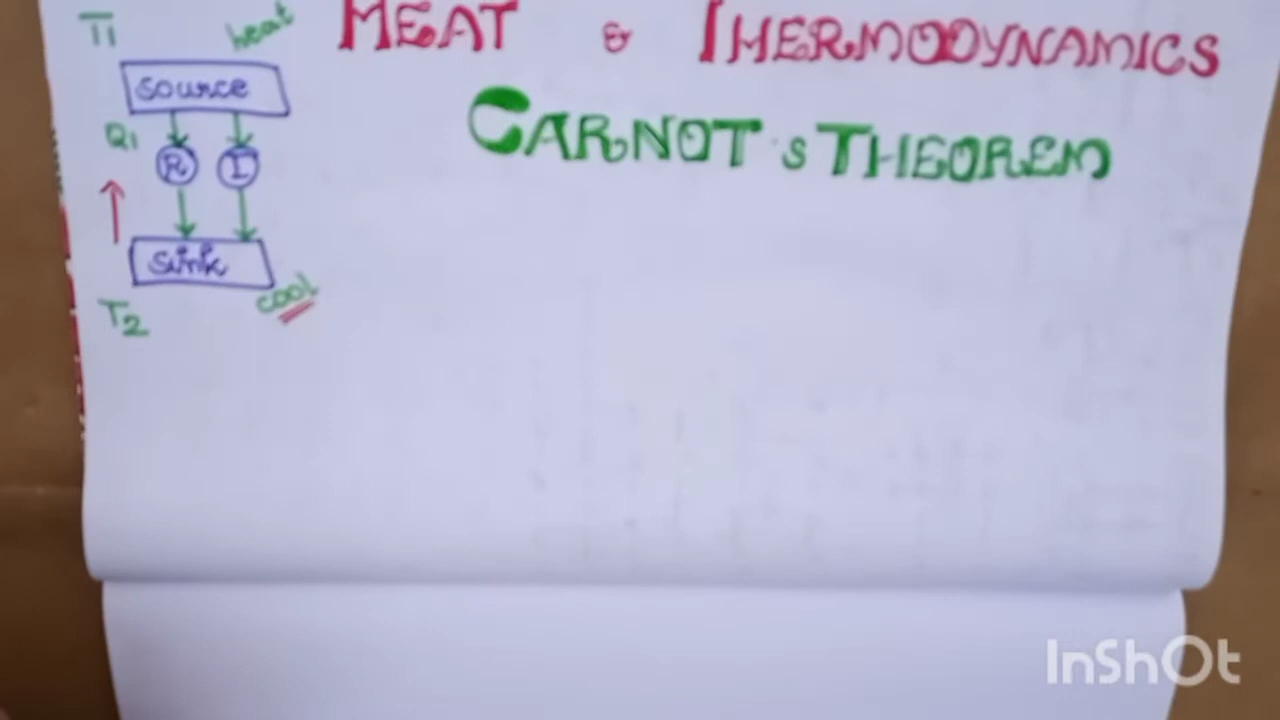 HEAT & THERMODYNAMICS
CARNOT'S THEOREM
T1 heat
source
Q1
R I
sink
T2 cool
InShOt